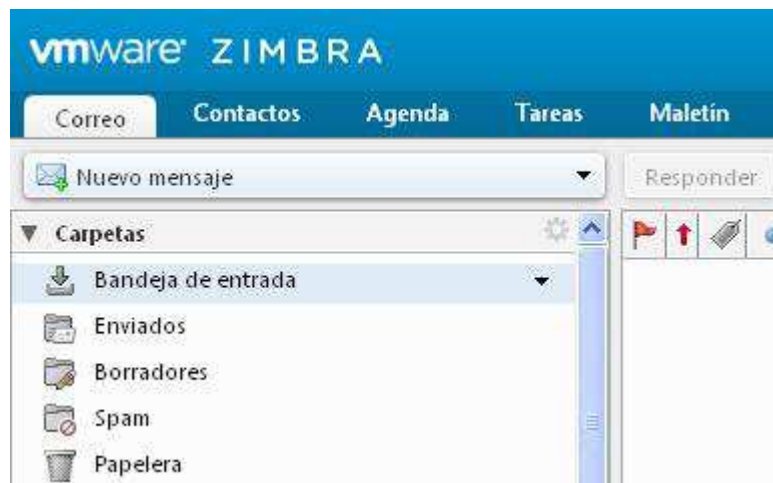 vmware ZIMBRA
Correo Contactos Agenda Tareas Maletín
Nuevo mensaje Responder
Carpetas
Bandeja de entrada
Enviados
Borradores
Spam
Papelera